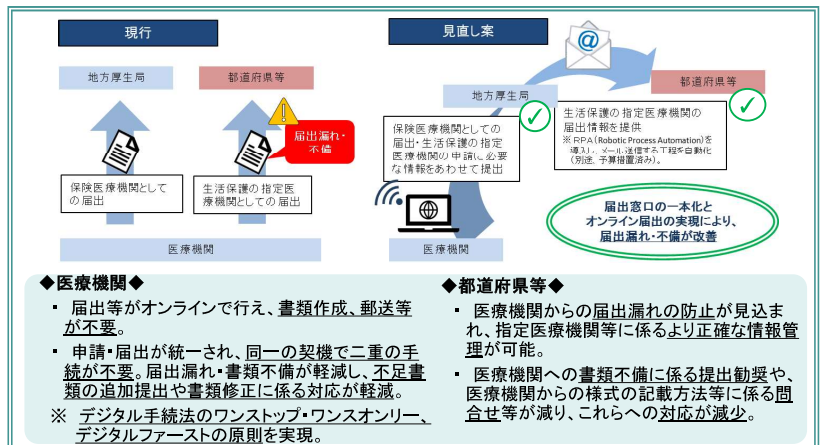 現行
地方厚生局
都道府県等
届出漏れ・
不備
保険医療機関として
の届出
生活保護の指定医
療機関としての届出
医療機関
見直し案
@
地方厚生局
都道府県等
保険医療機関としての
届出・生活保護の指定
医療機関の申請に必要
な情報をあわせて提出
生活保護の指定医療機関の
届出情報を提供
※RPA(Robotic Process Automation)を
導入し、メール送信する工程を自動化
(別途、予算措置済み)。
医療機関
届出窓口の一本化と
オンライン届出の実現により、
届出漏れ・不備が改善
◆医療機関◆
・ 届出等がオンラインで行え、書類作成、郵送等
が不要。
・ 申請・届出が統一され、同一の契機で二重の手
続が不要。届出漏れ・書類不備が軽減し、不足書
類の追加提出や書類修正に係る対応が軽減。
※ デジタル手続法のワンストップ・ワンスオンリー、
デジタルファーストの原則を実現。
◆都道府県等◆
・ 医療機関からの届出漏れの防止が見込ま
れ、指定医療機関等に係るより正確な情報管
理が可能。
・ 医療機関への書類不備に係る提出勧奨や、
医療機関からの様式の記載方法等に係る問
合せ等が減り、これらへの対応が減少。